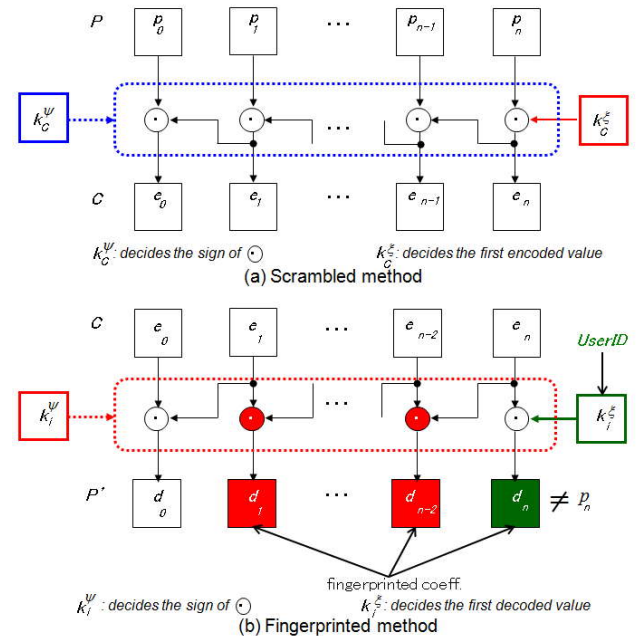 P p0 p1 pn-1 pn
kcψ kcξ
...
C e0 e1 ... en-1 en
kcψ: decides the sign of ⊙ kcξ: decides the first encoded value
(a) Scrambled method
C e0 e1 ... en-2 en
UserID
kiψ ... kiξ
P' d0 d1 ... dn-2 dn ≠ pn
fingerprinted coeff.
kiψ: decides the sign of ⊙ kiξ: decides the first decoded value
(b) Fingerprinted method